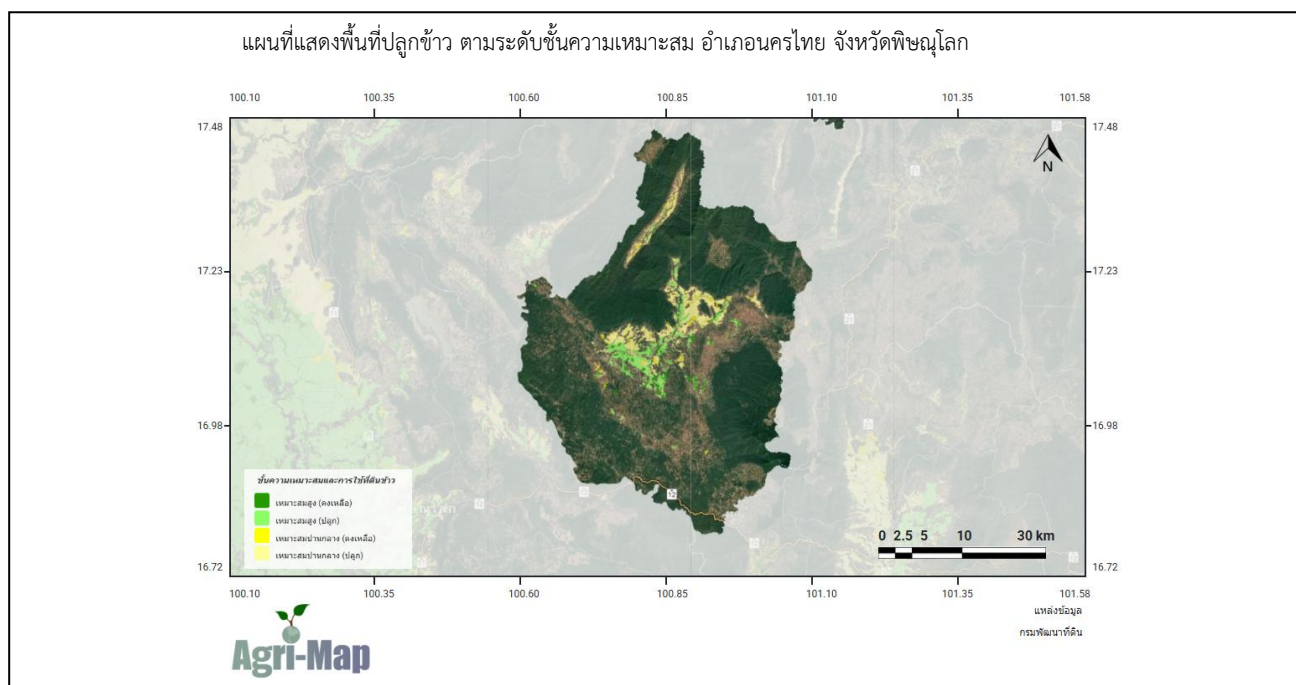 แผนที่แสดงพื้นที่ปลูกข้าว ตามระดับชั้นความเหมาะสม อำเภอนครไทย จังหวัดพิษณุโลก
100.10 100.35 100.60 100.85 101.10 101.35 101.58
17.48 17.48
N
17.23 17.23
16.98 16.98
ชั้นความเหมาะสมและการใช้ที่ดินข้าว
เหมาะสมสูง (คงเหลือ)
เหมาะสมสูง (ปลูก)
เหมาะสมปานกลาง (คงเหลือ)
เหมาะสมปานกลาง (ปลูก)
12
0 2.5 5 10 30 km
16.72 16.72
100.10 100.35 100.60 100.85 101.10 101.35 101.58
แหล่งข้อมูล
กรมพัฒนาที่ดิน
Agri-Map